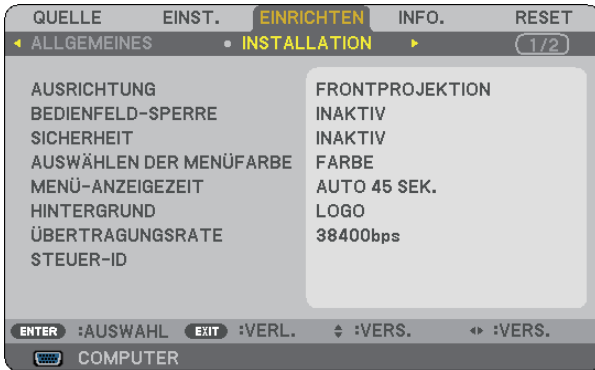 QUELLE EINST. EINRICHTEN INFO. RESET
ALLGEMEINES INSTALLATION 1/2
AUSRICHTUNG FRONTPROJEKTION
BEDIENFELD-SPERRE INAKTIV
SICHERHEIT INAKTIV
AUSWÄHLEN DER MENÜFARBE FARBE
MENÜ-ANZEIGEZEIT AUTO 45 SEK.
HINTERGRUND LOGO
ÜBERTRAGUNGSRATE 38400bps
STEUER-ID
ENTER :AUSWAHL EXIT :VERL. :VERS. :VERS.
COMPUTER